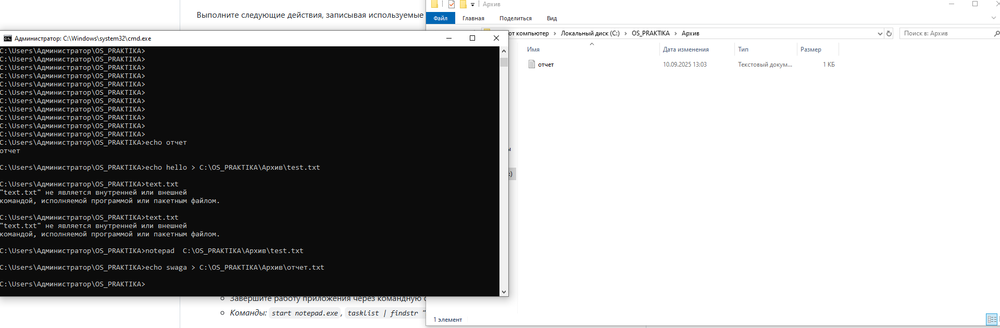 Выполните следующие действия, записывая используемые
Администратор: C:\Windows\system32\cmd.exe
C:\Users\Администратор\OS_PRAKTIKA>
C:\Users\Администратор\OS_PRAKTIKA>
C:\Users\Администратор\OS_PRAKTIKA>
C:\Users\Администратор\OS_PRAKTIKA>
C:\Users\Администратор\OS_PRAKTIKA>
C:\Users\Администратор\OS_PRAKTIKA>
C:\Users\Администратор\OS_PRAKTIKA>
C:\Users\Администратор\OS_PRAKTIKA>
C:\Users\Администратор\OS_PRAKTIKA>
C:\Users\Администратор\OS_PRAKTIKA>
C:\Users\Администратор\OS_PRAKTIKA>
C:\Users\Администратор\OS_PRAKTIKA>echo отчет
отчет
C:\Users\Администратор\OS_PRAKTIKA>echo hello > C:\OS_PRAKTIKA\Архив\test.txt
C:\Users\Администратор\OS_PRAKTIKA>text.txt
"text.txt" не является внутренней или внешней
командой, исполняемой программой или пакетным файлом.
C:\Users\Администратор\OS_PRAKTIKA>text.txt
"text.txt" не является внутренней или внешней
командой, исполняемой программой или пакетным файлом.
C:\Users\Администратор\OS_PRAKTIKA>notepad  C:\OS_PRAKTIKA\Архив\test.txt
C:\Users\Администратор\OS_PRAKTIKA>echo swaga > C:\OS_PRAKTIKA\Архив\отчет.txt
C:\Users\Администратор\OS_PRAKTIKA>
Завершите работу приложения через командную
Команды: start notepad.exe, tasklist | findstr "
Архив
Файл Главная Поделиться Вид
от компьютер › Локальный диск (C:) › OS_PRAKTIKA › Архив
Поиск в: Архив
Имя Дата изменения Тип Размер
отчет 10.09.2025 13:03 Текстовый докум... 1 КБ
ы
:)
1 элемент